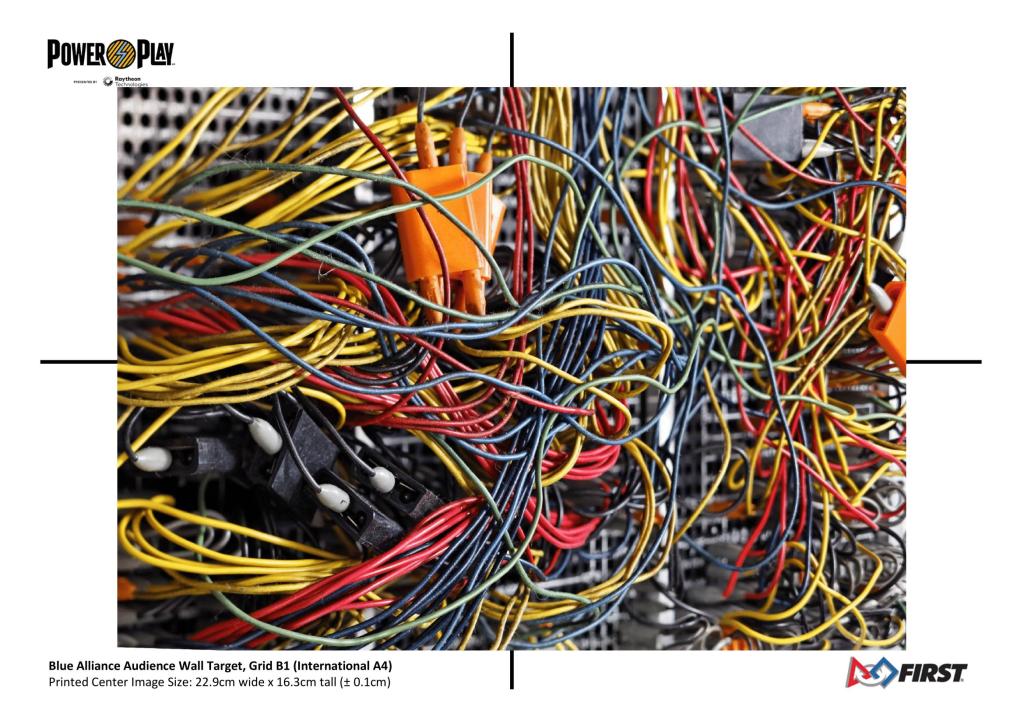 POWER PLAY
PRESENTED BY Raytheon
Technologies
Blue Alliance Audience Wall Target, Grid B1 (International A4)
Printed Center Image Size: 22.9cm wide x 16.3cm tall (± 0.1cm)
FIRST